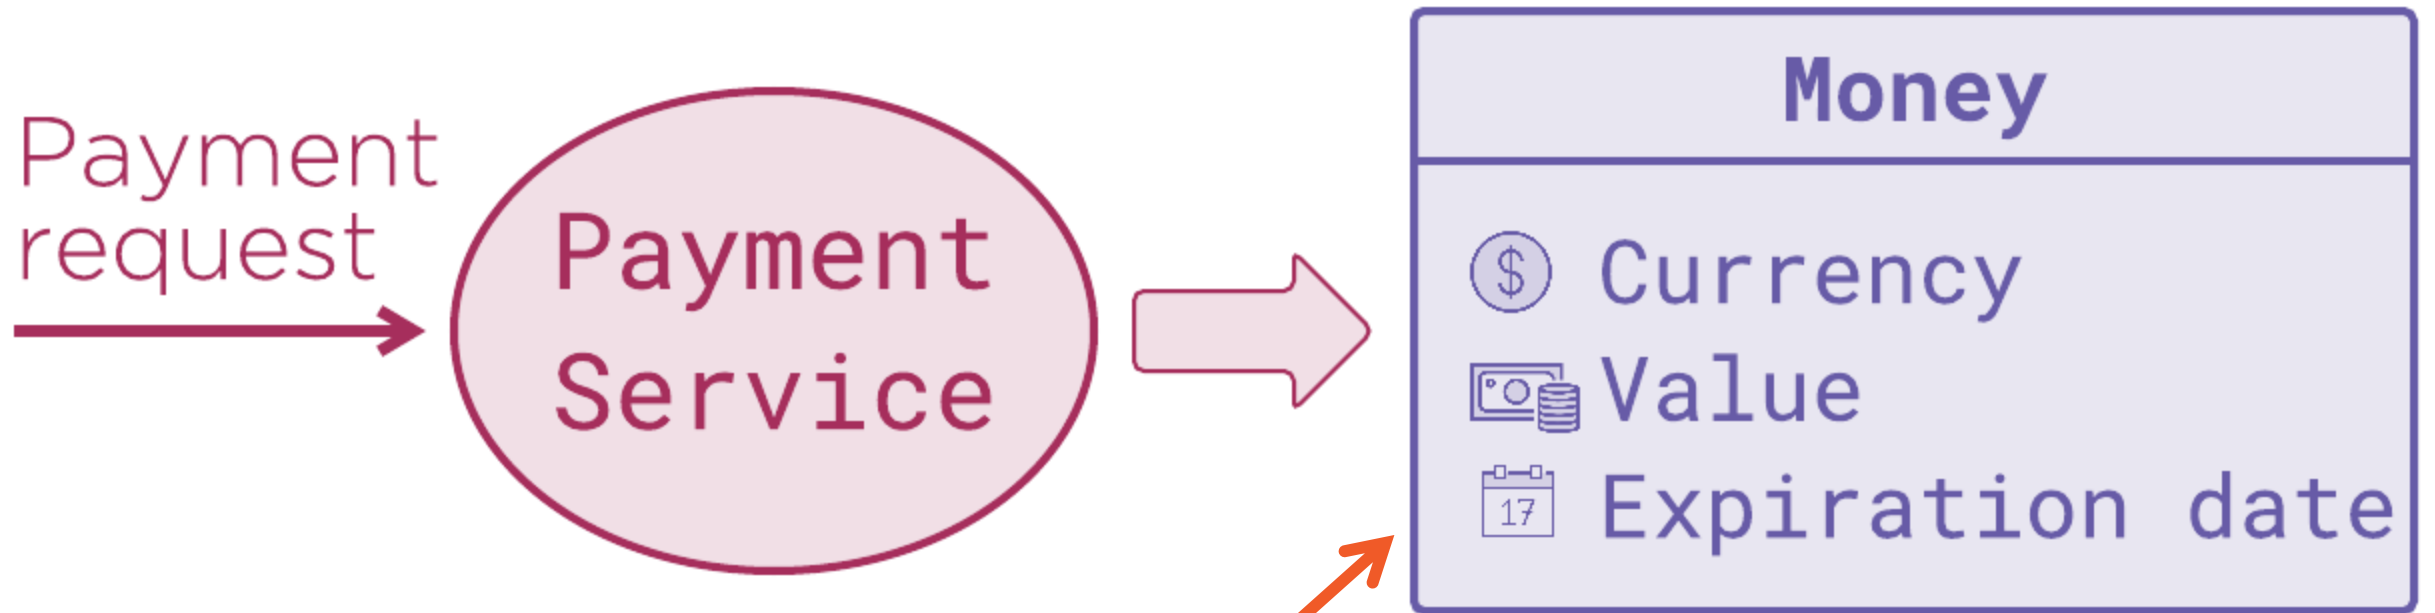 Payment
request
Payment
Service
Money
$ Currency
Value
17 Expiration date